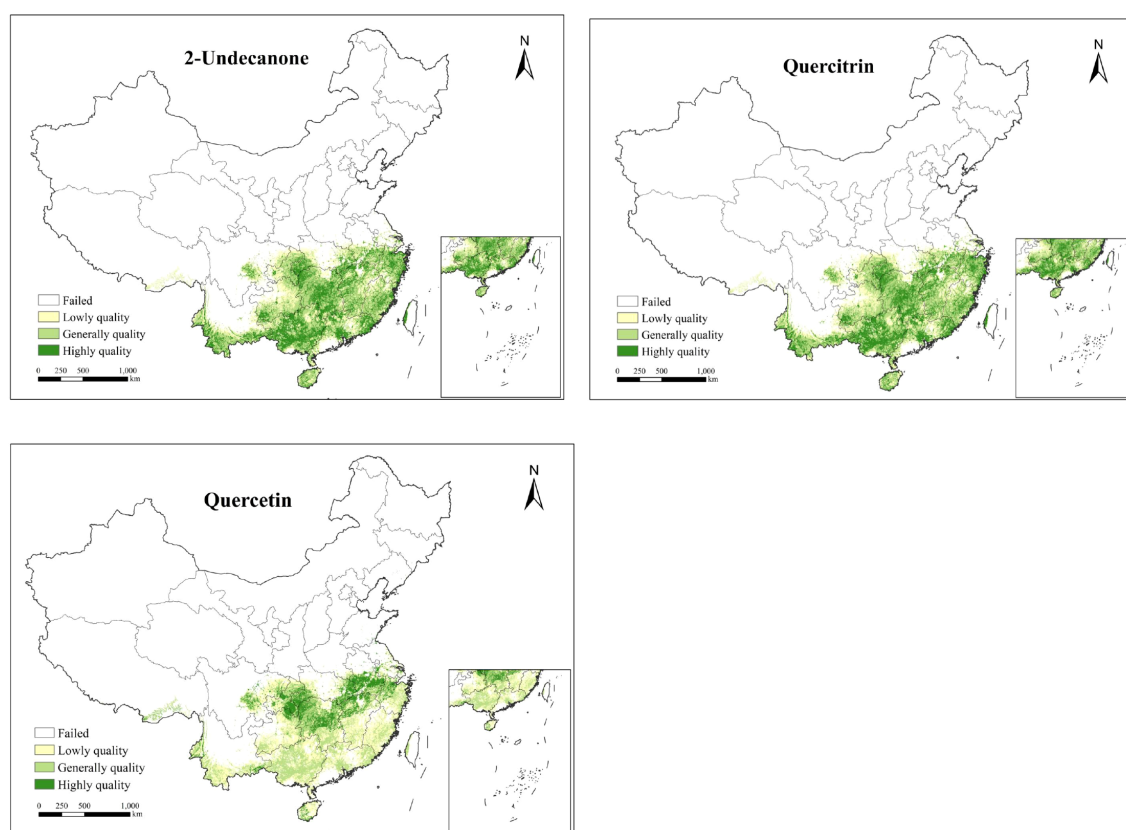 2-Undecanone
N
Failed
Lowly quality
Generally quality
Highly quality
0 250 500 1,000
km
Quercitrin
N
Failed
Lowly quality
Generally quality
Highly quality
0 250 500 1,000
km
Quercetin
N
Failed
Lowly quality
Generally quality
Highly quality
0 250 500 1,000
km